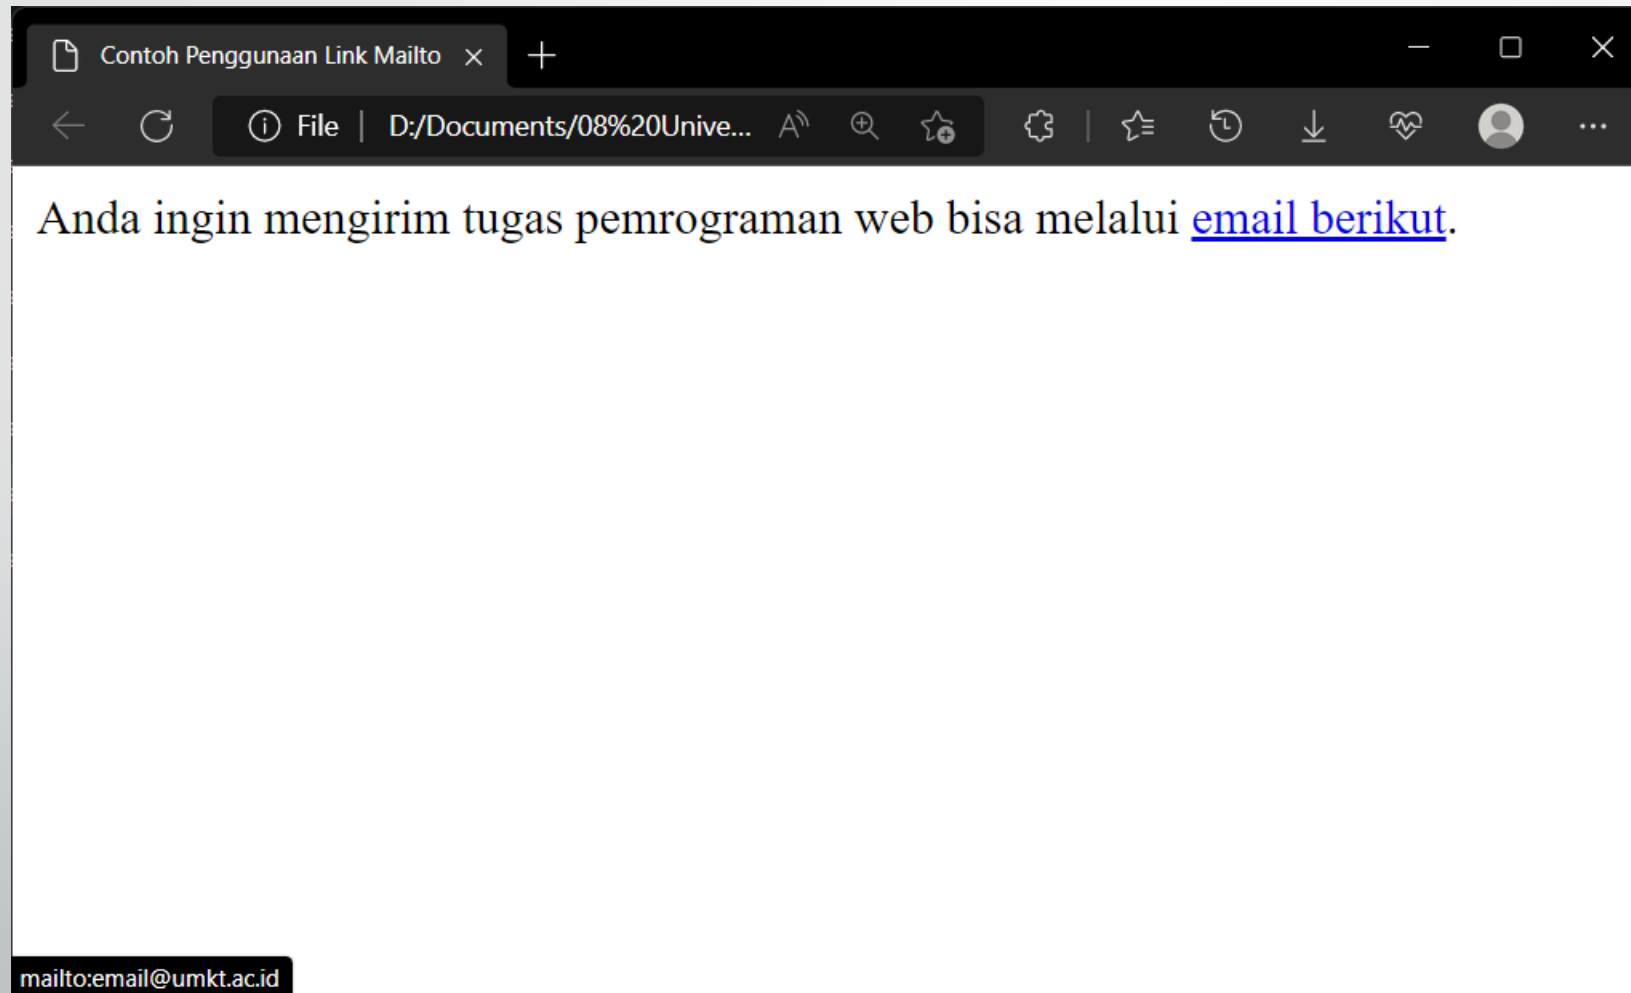 Contoh Penggunaan Link Mailto
File | D:/Documents/08%20Unive...
Anda ingin mengirim tugas pemrograman web bisa melalui email berikut.
mailto:email@umkt.ac.id